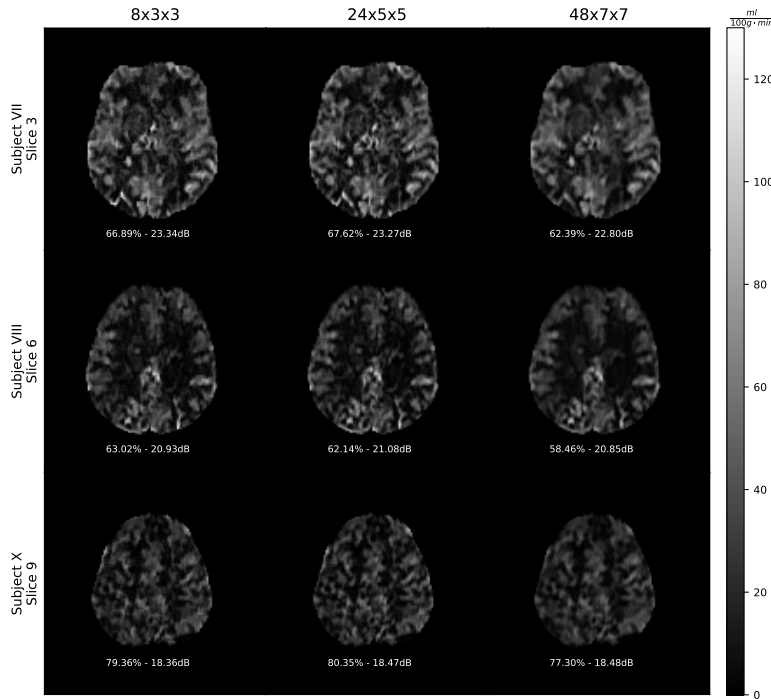 8x3x3 24x5x5 48x7x7
ml
100g·min
Subject VII
Slice 3
66.89% - 23.34dB 67.62% - 23.27dB 62.39% - 22.80dB
Subject VIII
Slice 6
63.02% - 20.93dB 62.14% - 21.08dB 58.46% - 20.85dB
Subject X
Slice 9
79.36% - 18.36dB 80.35% - 18.47dB 77.30% - 18.48dB
120
100
80
60
40
20
0